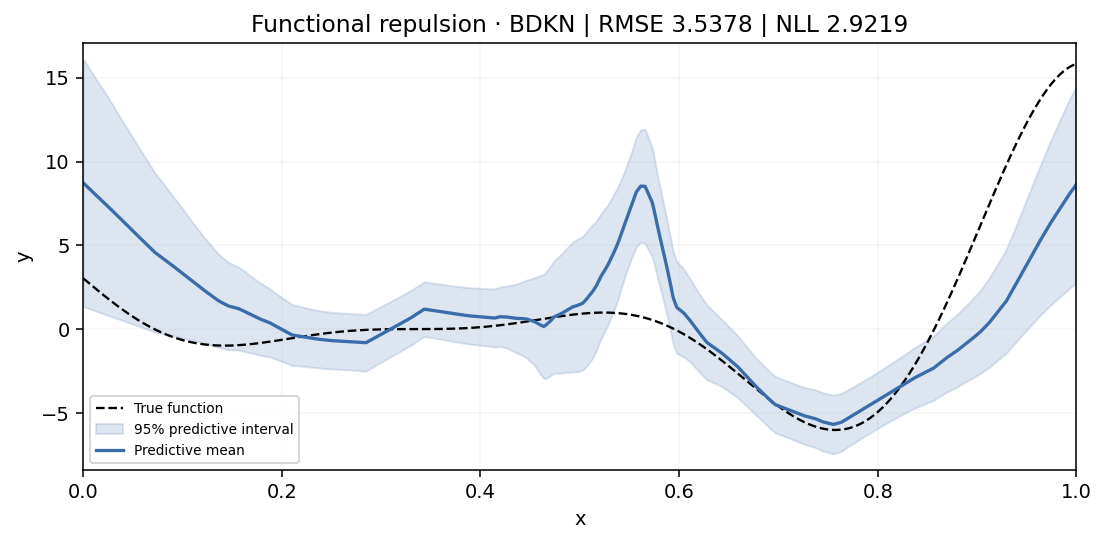 Functional repulsion · BDKN | RMSE 3.5378 | NLL 2.9219
y
15
10
5
0
−5
True function
95% predictive interval
Predictive mean
0.0 0.2 0.4 0.6 0.8 1.0
x